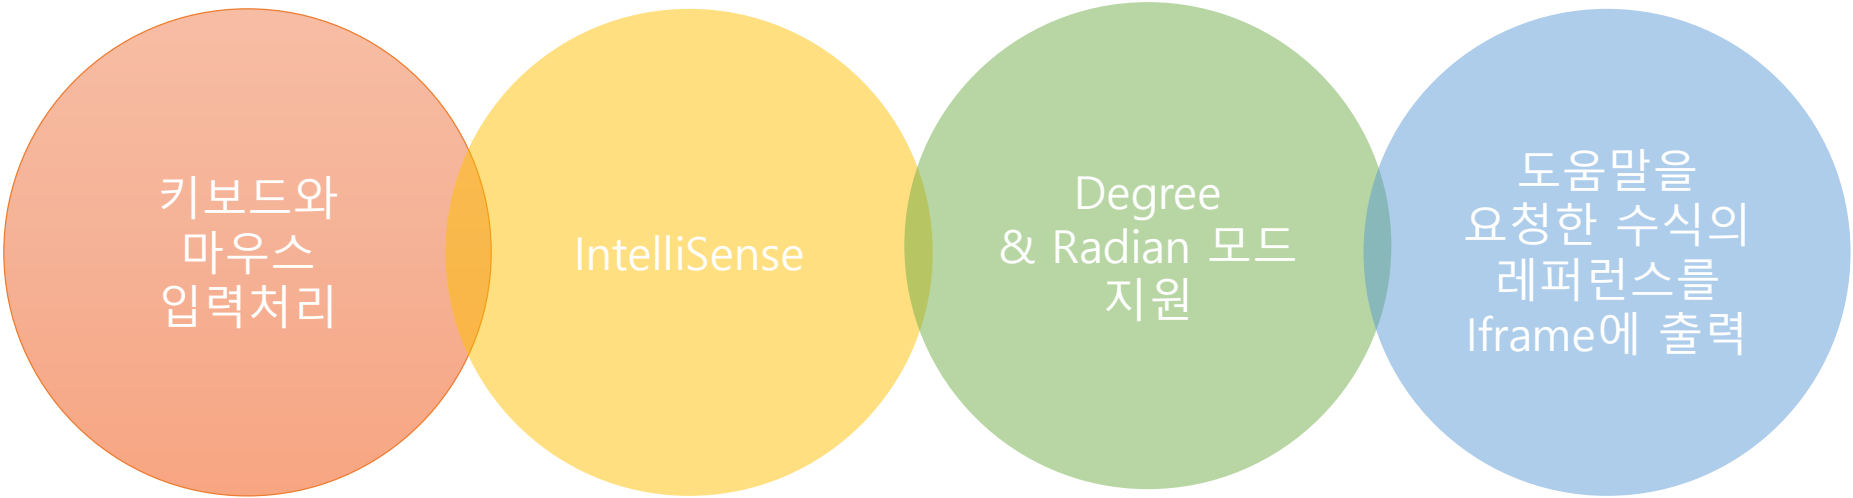 키보드와
마우스
입력처리
IntelliSense
Degree
& Radian 모드
지원
도움말을
요청한 수식의
레퍼런스를
Iframe에 출력